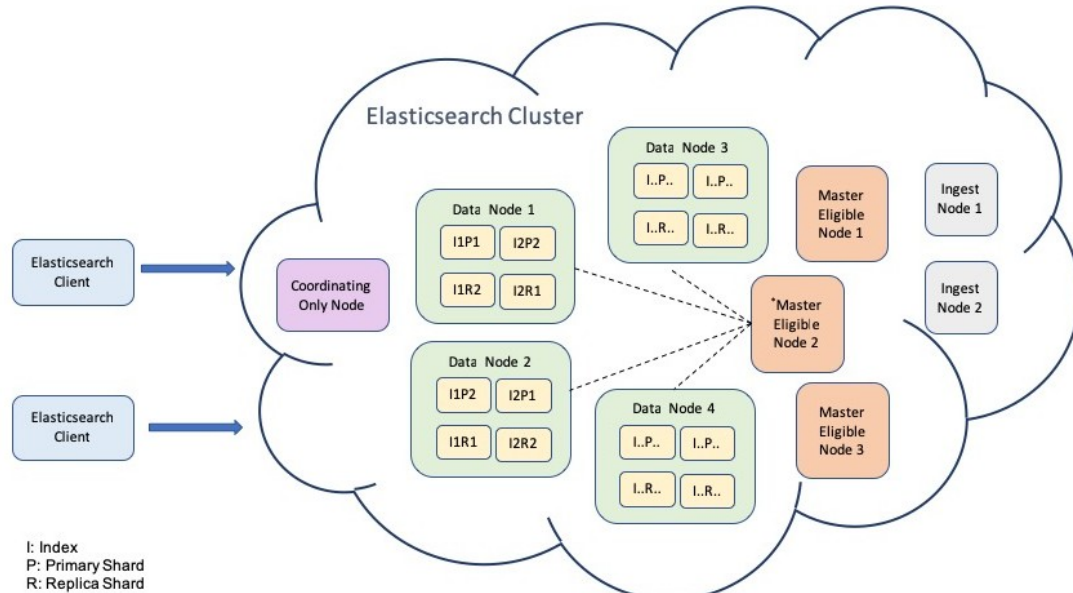 Elasticsearch Cluster
Elasticsearch
Client
Elasticsearch
Client
Coordinating
Only Node
Data Node 1
I1P1 I2P2
I1R2 I2R1
Data Node 2
I1P2 I2P1
I1R1 I2R2
Data Node 3
I..P.. I..P..
I..R.. I..R..
Data Node 4
I..P.. I..P..
I..R.. I..R..
Master
Eligible
Node 1
*Master
Eligible
Node 2
Master
Eligible
Node 3
Ingest
Node 1
Ingest
Node 2
I: Index
P: Primary Shard
R: Replica Shard